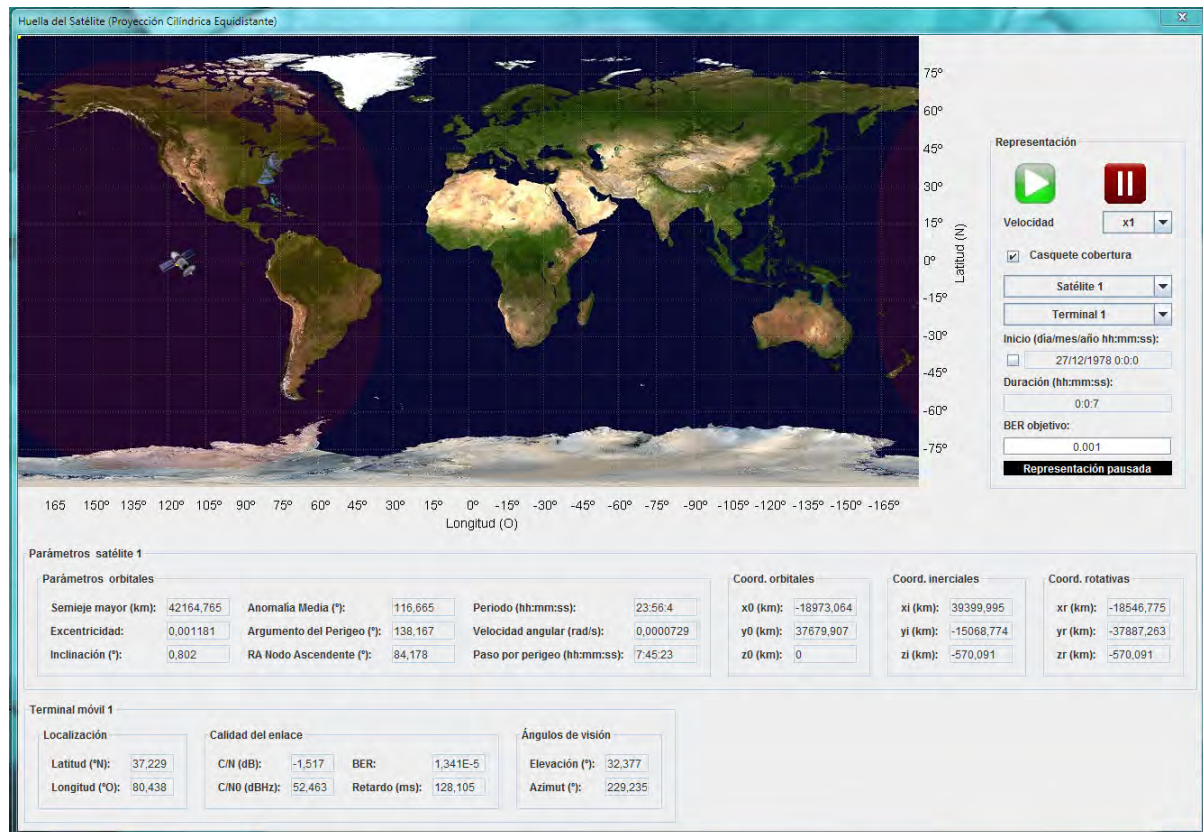 Huella del Satélite (Proyección Cilíndrica Equidistante)
75º
60º
45º
30º
15º
0º
-15º
-30º
-45º
-60º
-75º
Latitud (N)
165 150º 135º 120º 105º 90º 75º 60º 45º 30º 15º 0º -15º -30º -45º -60º -75º -90º -105º -120º -135º -150º -165º
Longitud (O)
Representación
Velocidad x1
Casquete cobertura
Satélite 1
Terminal 1
Inicio (día/mes/año hh:mm:ss):
27/12/1978 0:0:0
Duración (hh:mm:ss):
0:0:7
BER objetivo:
0.001
Representación pausada
Parámetros satélite 1
Parámetros orbitales
Semieje mayor (km): 42164,765 Anomalía Media (º): 116,665 Periodo (hh:mm:ss): 23:56:4
Excentricidad: 0,001181 Argumento del Perigeo (º): 138,167 Velocidad angular (rad/s): 0,0000729
Inclinación (º): 0,802 RA Nodo Ascendente (º): 84,178 Paso por perigeo (hh:mm:ss): 7:45:23
Coord. orbitales
x0 (km): -18973,064
y0 (km): 37679,907
z0 (km): 0
Coord. inerciales
xi (km): 39399,995
yi (km): -15068,774
zi (km): -570,091
Coord. rotativas
xr (km): -18546,775
yr (km): -37887,263
zr (km): -570,091
Terminal móvil 1
Localización
Latitud (ºN): 37,229
Longitud (ºO): 80,438
Calidad del enlace
C/N (dB): -1,517 BER: 1,341E-5
C/N0 (dBHz): 52,463 Retardo (ms): 128,105
Ángulos de visión
Elevación (º): 32,377
Azimut (º): 229,235